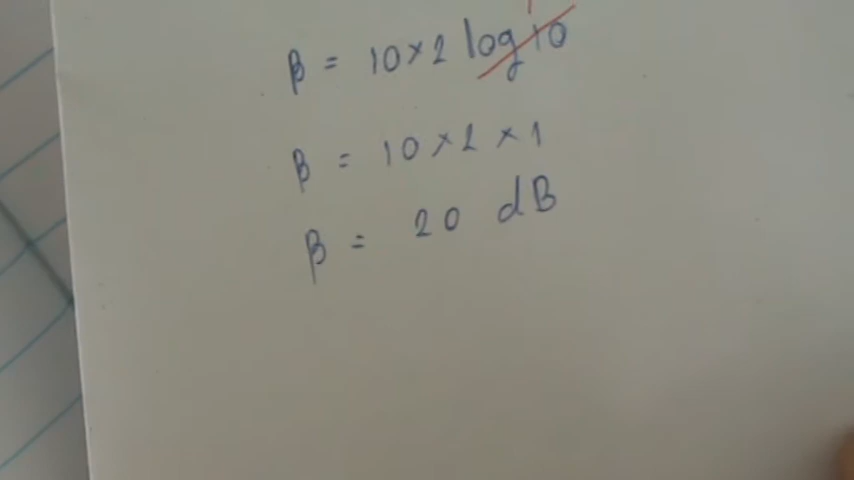 β = 10×2 log 10
β = 10×2×1
β = 20 dB